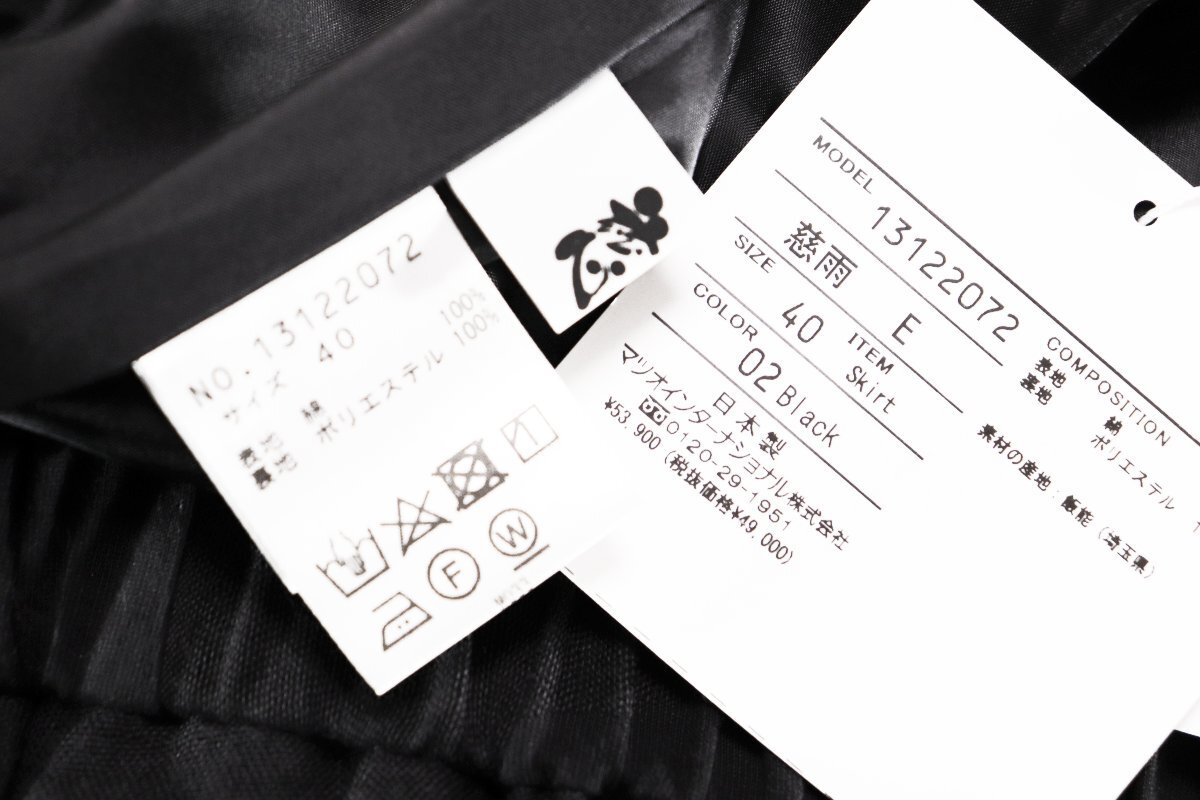 NO.13122072
サイズ 40
表地 綿 100%
裏地 ポリエステル 100%
F
W
MODEL 13122072
慈雨 E
SIZE 40 ITEM Skirt
COLOR 02 Black
日本製
マツオインターナショナル株式会社
0120-29-1951
¥53,900 (税抜価格¥49,000)
COMPOSITION
表地 綿
裏地 ポリエステル 1
素材の産地:飯能(埼玉県)